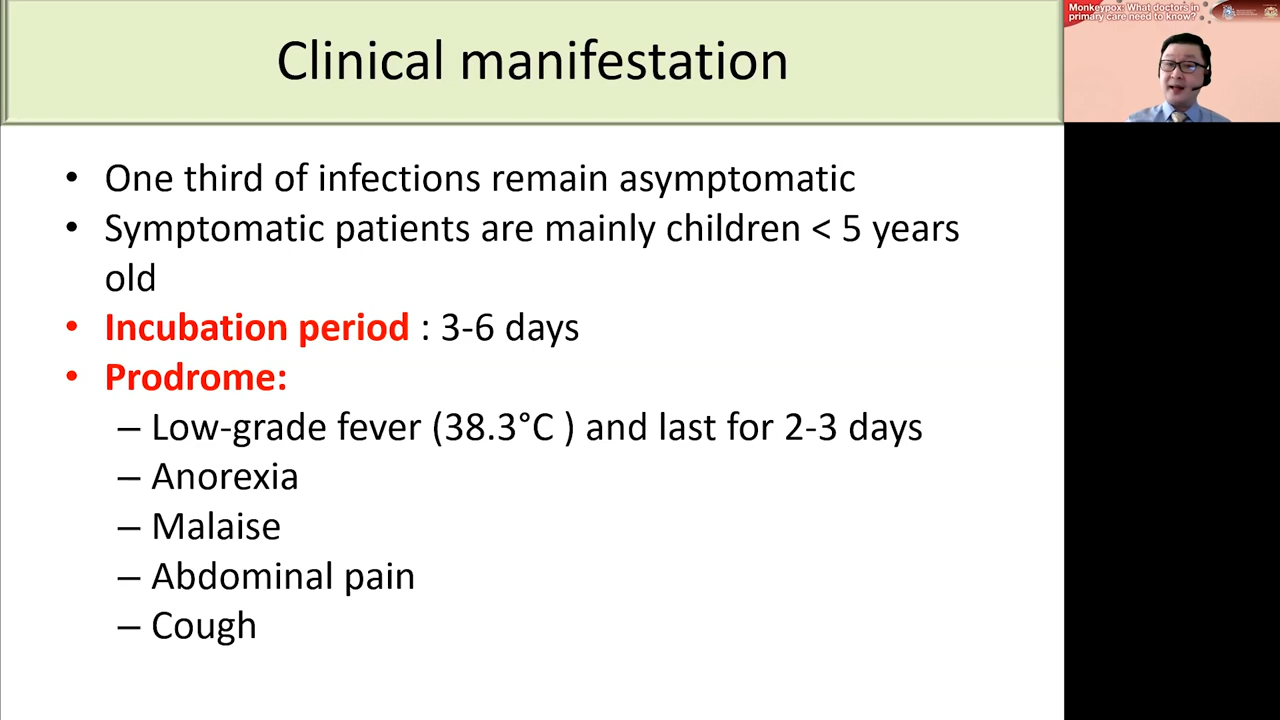 Clinical manifestation
Monkeypox: What doctors in
primary care need to know?
• One third of infections remain asymptomatic
• Symptomatic patients are mainly children < 5 years
old
• Incubation period : 3-6 days
• Prodrome:
– Low-grade fever (38.3°C ) and last for 2-3 days
– Anorexia
– Malaise
– Abdominal pain
– Cough